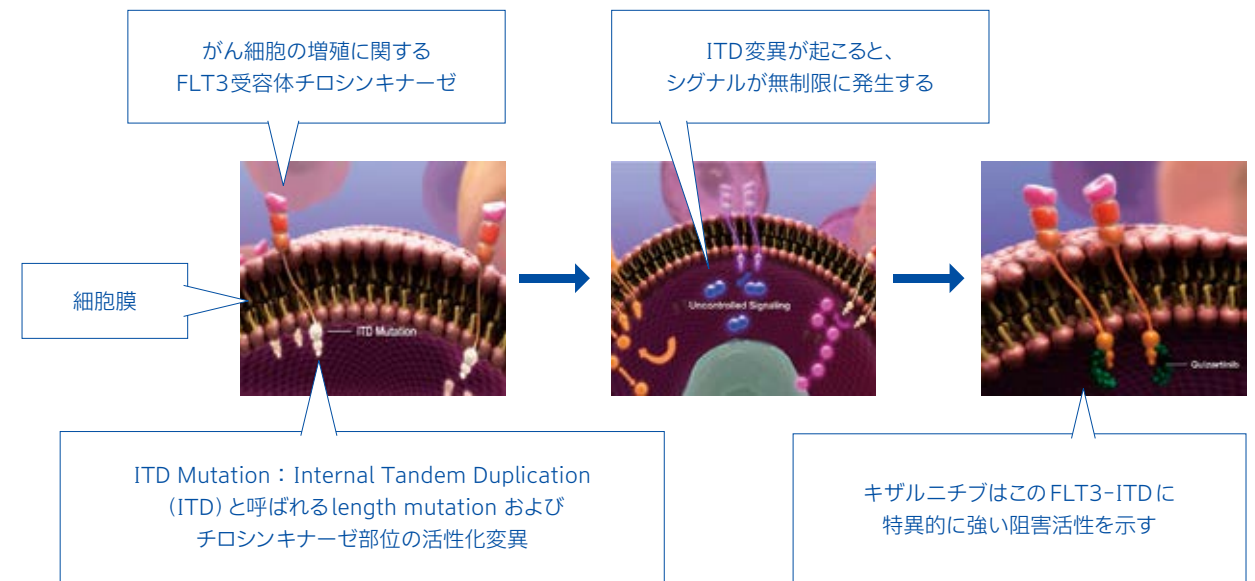 がん細胞の増殖に関する
FLT3受容体チロシンキナーゼ
ITD変異が起こると、
シグナルが無制限に発生する
細胞膜
ITD Mutation
Uncontrolled Signaling
Quizartinib
ITD Mutation：Internal Tandem Duplication
（ITD）と呼ばれるlength mutation および
チロシンキナーゼ部位の活性化変異
キザルニチブはこのFLT3-ITDに
特異的に強い阻害活性を示す